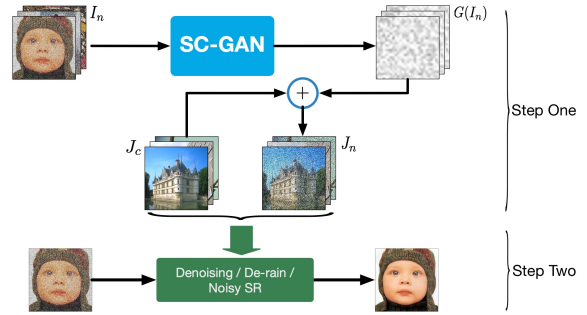 I_n
SC-GAN
G(I_n)
+
Step One
J_c
J_n
Denoising / De-rain /
Noisy SR
Step Two